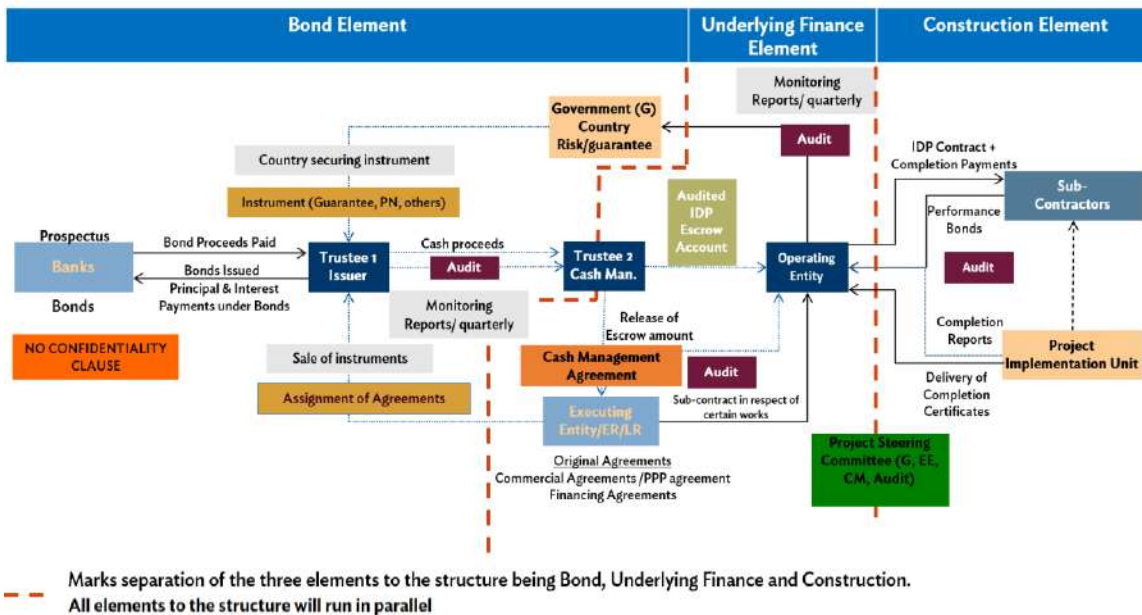 Bond Element
Underlying Finance
Element
Construction Element
Monitoring
Reports/ quarterly
Government (G)
Country
Risk/guarantee
Audit
Country securing instrument
Instrument (Guarantee, PN, others)
IDP Contract +
Completion Payments
Sub-
Contractors
Audited
IDP
Escrow
Account
Performance
Bonds
Prospectus
Banks
Bonds
Bond Proceeds Paid
Bonds Issued
Principal & Interest
Payments under Bonds
Trustee 1
Issuer
Cash proceeds
Audit
Trustee 2
Cash Man.
Operating
Entity
Audit
Monitoring
Reports/ quarterly
Release of
Escrow amount
Completion
Reports
Project
Implementation Unit
NO CONFIDENTIALITY
CLAUSE
Sale of instruments
Cash Management
Agreement
Audit
Delivery of
Completion
Certificates
Assignment of Agreements
Sub-contract in respect of
certain works
Executing
Entity/ER/LR
Project Steering
Committee (G, EE,
CM, Audit)
Original Agreements
Commercial Agreements /PPP agreement
Financing Agreements
Marks separation of the three elements to the structure being Bond, Underlying Finance and Construction.
All elements to the structure will run in parallel